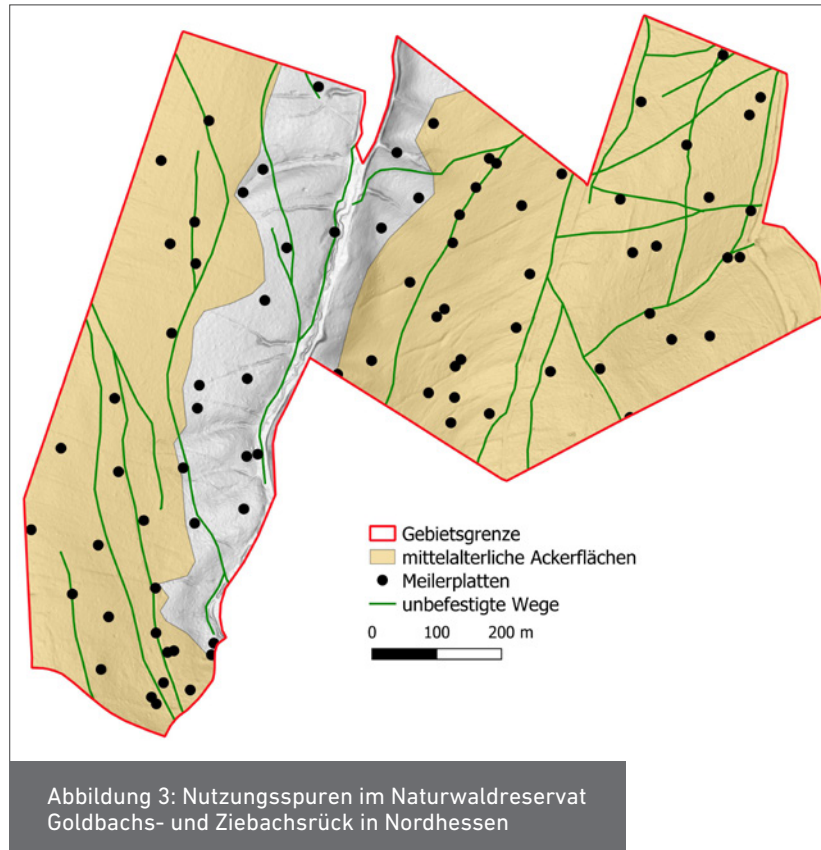 Gebietsgrenze
mittelalterliche Ackerflächen
Meilerplatten
unbefestigte Wege
0 100 200 m
Abbildung 3: Nutzungsspuren im Naturwaldreservat
Goldbachs- und Ziebachsrück in Nordhessen